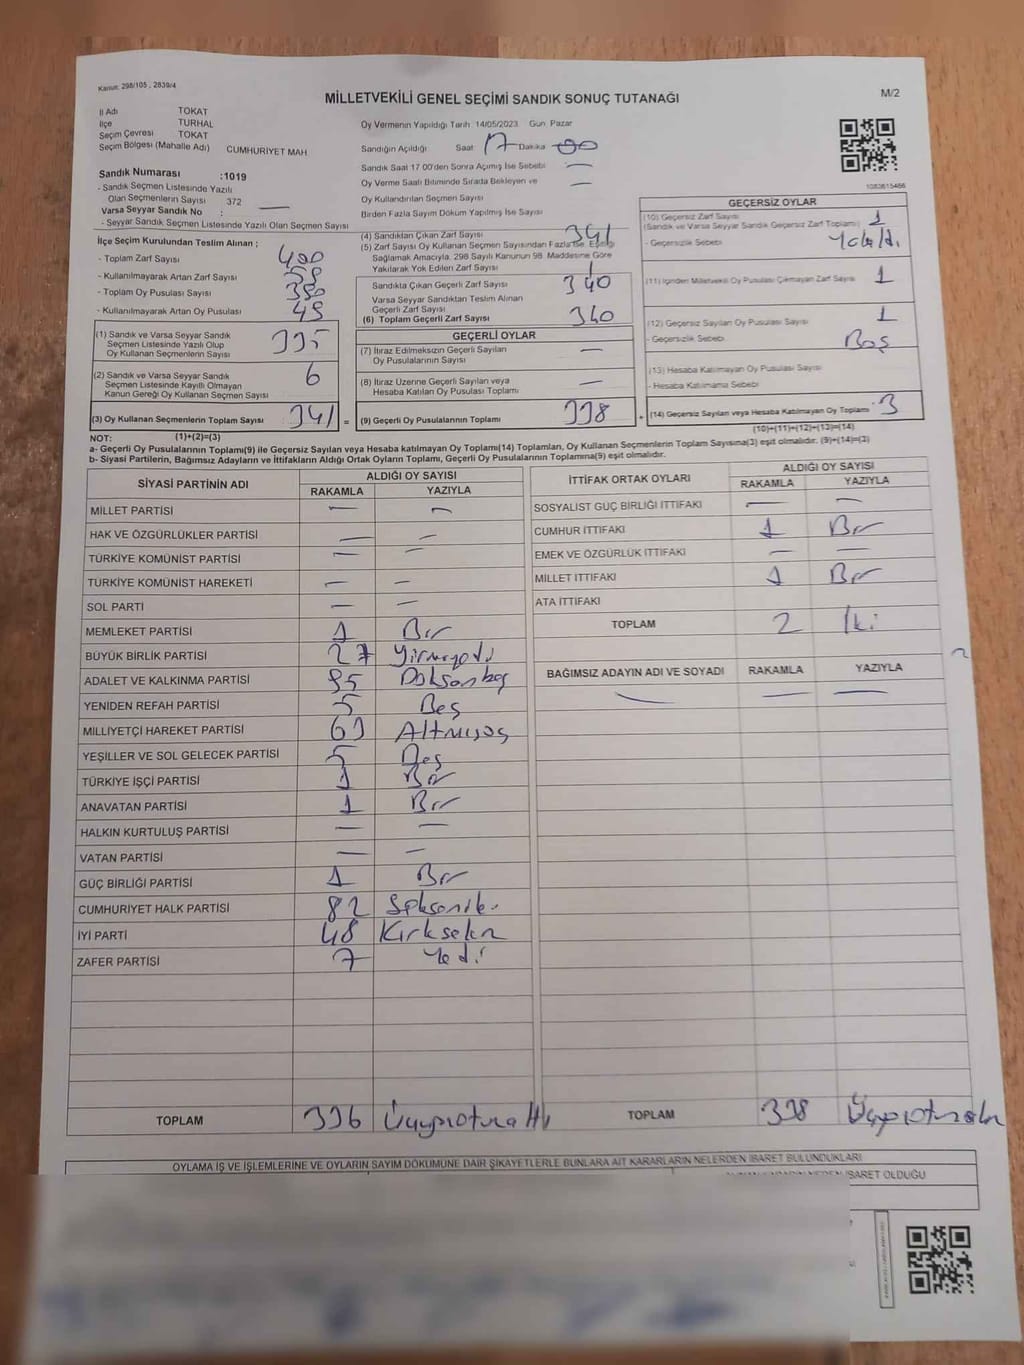 Kanun: 298/105, 2839/4
MİLLETVEKİLİ GENEL SEÇİMİ SANDIK SONUÇ TUTANAĞI
M/2
İl Adı TOKAT
İlçe TURHAL
Seçim Çevresi TOKAT
Seçim Bölgesi (Mahalle Adı) CUMHURİYET MAH.
Oy Vermenin Yapıldığı Tarih 14/05/2023 Gün: Pazar
Sandığın Açıldığı Saat 17 Dakika 00
Sandık Saat 17.00'den Sonra Açımış İse Sebebi —
Oy Verme Saati Bitiminde Sırada Bekleyen ve —
Oy Kullandırılan Seçmen Sayısı
Birden Fazla Sayım Döküm Yapılmış İse Sayısı
1083615466
Sandık Numarası :1019
- Sandık Seçmen Listesinde Yazılı
Olan Seçmenlerin Sayısı 372
Varsa Seyyar Sandık No : —
- Seyyar Sandık Seçmen Listesinde Yazılı Olan Seçmen Sayısı
İlçe Seçim Kurulundan Teslim Alınan ;
- Toplam Zarf Sayısı 400
- Kullanılmayarak Artan Zarf Sayısı 59
- Toplam Oy Pusulası Sayısı
- Kullanılmayarak Artan Oy Pusulası
(1) Sandık ve Varsa Seyyar Sandık
Seçmen Listesinde Yazılı Olup
Oy Kullanan Seçmenlerin Sayısı 335
(2) Sandık ve Varsa Seyyar Sandık
Seçmen Listesinde Kayıtlı Olmayan
Kanun Gereği Oy Kullanan Seçmen Sayısı 6
(3) Oy Kullanan Seçmenlerin Toplam Sayısı 341 =
(4) Sandıktan Çıkan Zarf Sayısı 341
(5) Zarf Sayısı Oy Kullanan Seçmen Sayısından Fazla İse, Eşitliği
Sağlamak Amacıyla, 298 Sayılı Kanunun 98. Maddesine Göre
Yakılarak Yok Edilen Zarf Sayısı
Sandıkta Çıkan Geçerli Zarf Sayısı 340
Varsa Seyyar Sandıktan Teslim Alınan
Geçerli Zarf Sayısı
(6) Toplam Geçerli Zarf Sayısı 340
GEÇERLİ OYLAR
(7) İtiraz Edilmeksizin Geçerli Sayılan
Oy Pusulalarının Sayısı —
(8) İtiraz Üzerine Geçerli Sayılan veya
Hesaba Katılan Oy Pusulası Toplamı —
(9) Geçerli Oy Pusulalarının Toplamı 338 +
GEÇERSİZ OYLAR
(10) Geçersiz Zarf Sayısı 1
(Sandık ve Varsa Seyyar Sandık Geçersiz Zarf Toplamı)
- Geçersizlik Sebebi
(11) İçinden Milletvekili Oy Pusulası Çıkmayan Zarf Sayısı 1
(12) Geçersiz Sayılan Oy Pusulası Sayısı 1
- Geçersizlik Sebebi Boş
(13) Hesaba Katılmayan Oy Pusulası Sayısı
- Hesaba Katılmama Sebebi
(14) Geçersiz Sayılan veya Hesaba Katılmayan Oy Toplamı 3
(10)+(11)+(12)+(13)=(14)
NOT: (1)+(2)=(3)
a- Geçerli Oy Pusulalarının Toplamı(9) ile Geçersiz Sayılan veya Hesaba katılmayan Oy Toplamı(14) Toplamları, Oy Kullanan Seçmenlerin Toplam Sayısına(3) eşit olmalıdır. (9)+(14)=(3)
b- Siyasi Partilerin, Bağımsız Adayların ve İttifakların Aldığı Ortak Oyların Toplamı, Geçerli Oy Pusulalarının Toplamına(9) eşit olmalıdır.
SİYASİ PARTİNİN ADI ALDIĞI OY SAYISI
RAKAMLA YAZIYLA
MİLLET PARTİSİ — —
HAK VE ÖZGÜRLÜKLER PARTİSİ — —
TÜRKİYE KOMÜNİST PARTİSİ — —
TÜRKİYE KOMÜNİST HAREKETİ — —
SOL PARTİ — —
MEMLEKET PARTİSİ 1 Bir
BÜYÜK BİRLİK PARTİSİ 27 Yirmiyedi
ADALET VE KALKINMA PARTİSİ 95 Doksanbeş
YENİDEN REFAH PARTİSİ 5 Beş
MİLLİYETÇİ HAREKET PARTİSİ 63 Altmışüç
YEŞİLLER VE SOL GELECEK PARTİSİ 5 Beş
TÜRKİYE İŞÇİ PARTİSİ 1 Bir
ANAVATAN PARTİSİ 1 Bir
HALKIN KURTULUŞ PARTİSİ — —
VATAN PARTİSİ — —
GÜÇ BİRLİĞİ PARTİSİ 1 Bir
CUMHURİYET HALK PARTİSİ 82 Sekseniki
İYİ PARTİ 48 Kırksekiz
ZAFER PARTİSİ 7 Yedi
TOPLAM 336 Üçyüzotuzaltı
İTTİFAK ORTAK OYLARI ALDIĞI OY SAYISI
RAKAMLA YAZIYLA
SOSYALİST GÜÇ BİRLİĞİ İTTİFAKI — —
CUMHUR İTTİFAKI 1 Bir
EMEK VE ÖZGÜRLÜK İTTİFAKI — —
MİLLET İTTİFAKI 1 Bir
ATA İTTİFAKI
TOPLAM 2 İki
BAĞIMSIZ ADAYIN ADI VE SOYADI RAKAMLA YAZIYLA
— — —
TOPLAM 338 Üçyüzotuzsekiz
OYLAMA İŞ VE İŞLEMLERİNE VE OYLARIN SAYIM DÖKÜMÜNE DAİR ŞİKAYETLERLE BUNLARA AİT KARARLARIN NELERDEN İBARET BULUNDUKLARI
İBARET OLDUĞU